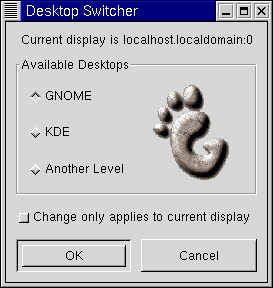 Desktop Switcher
Current display is localhost.localdomain:0
Available Desktops
GNOME
KDE
Another Level
Change only applies to current display
OK
Cancel